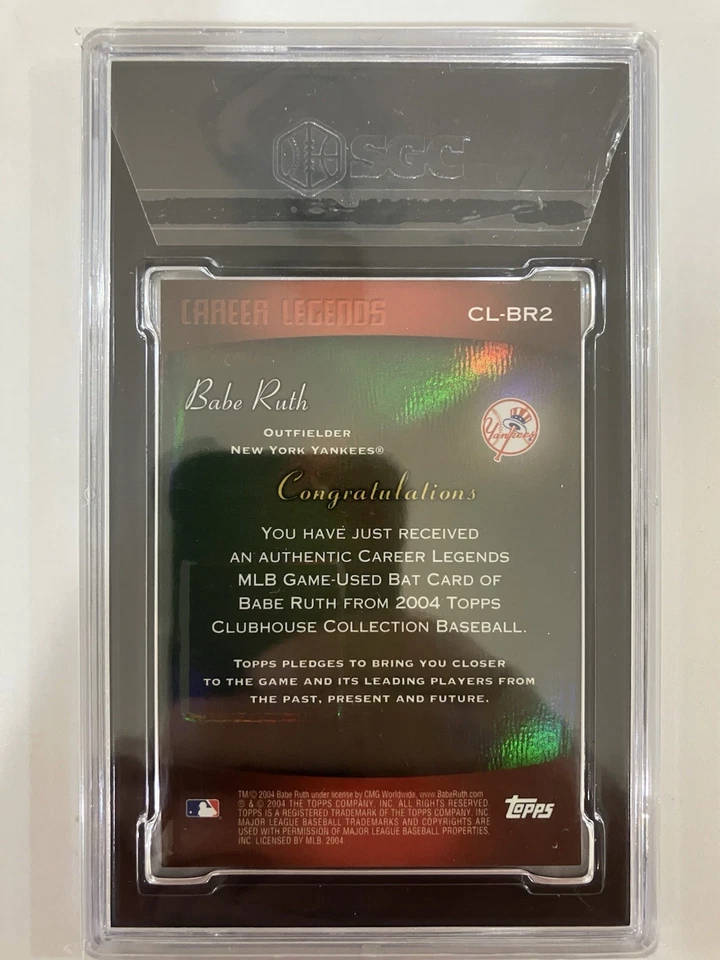 SGC
CAREER LEGENDS
CL-BR2
Babe Ruth
OUTFIELDER
NEW YORK YANKEES®
Yankees
Congratulations
YOU HAVE JUST RECEIVED
AN AUTHENTIC CAREER LEGENDS
MLB GAME-USED BAT CARD OF
BABE RUTH FROM 2004 TOPPS
CLUBHOUSE COLLECTION BASEBALL.
TOPPS PLEDGES TO BRING YOU CLOSER
TO THE GAME AND ITS LEADING PLAYERS FROM
THE PAST, PRESENT AND FUTURE.
TM/© 2004 Babe Ruth under license by CMG Worldwide, www.BabeRuth.com
® & © 2004 THE TOPPS COMPANY, INC. ALL RIGHTS RESERVED
TOPPS IS A REGISTERED TRADEMARK OF THE TOPPS COMPANY, INC
MAJOR LEAGUE BASEBALL TRADEMARKS AND COPYRIGHTS ARE
USED WITH PERMISSION OF MAJOR LEAGUE BASEBALL PROPERTIES,
INC. LICENSED BY MLB, 2004
topps